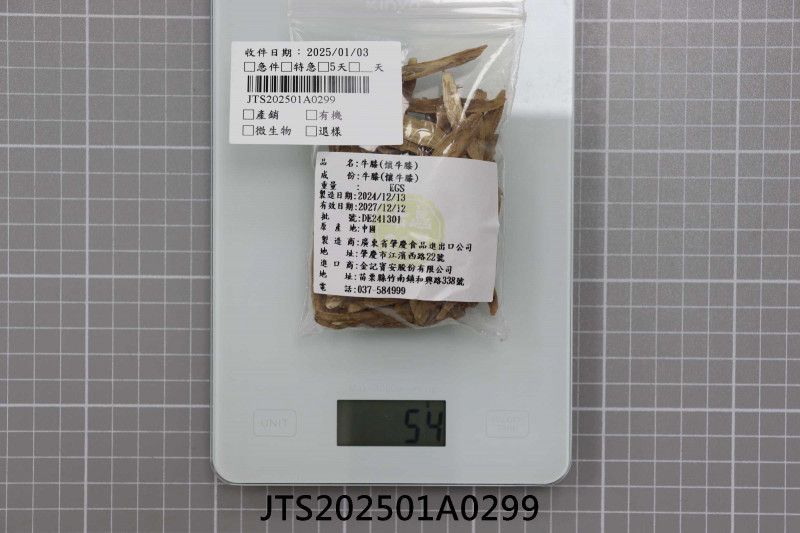 收件日期：2025/01/03
□急件□特急□5天□__天
JTS202501A0299
□產銷 □有機
□微生物 □退樣
品 名:牛膝(懷牛膝)
成 份:牛膝(懷牛膝)
重量 : KGS
製造日期:2024/12/13
有效日期:2027/12/12
批 號:DE241301
原 產 地:中國
製 造 商:廣東省肇慶食品進出口公司
地 址:肇慶市江濱西路22號
進 口 商:金記寶安股份有限公司
地 址:苗栗縣竹南鎮和興路338號
電 話:037-584999
54
UNIT
JTS202501A0299